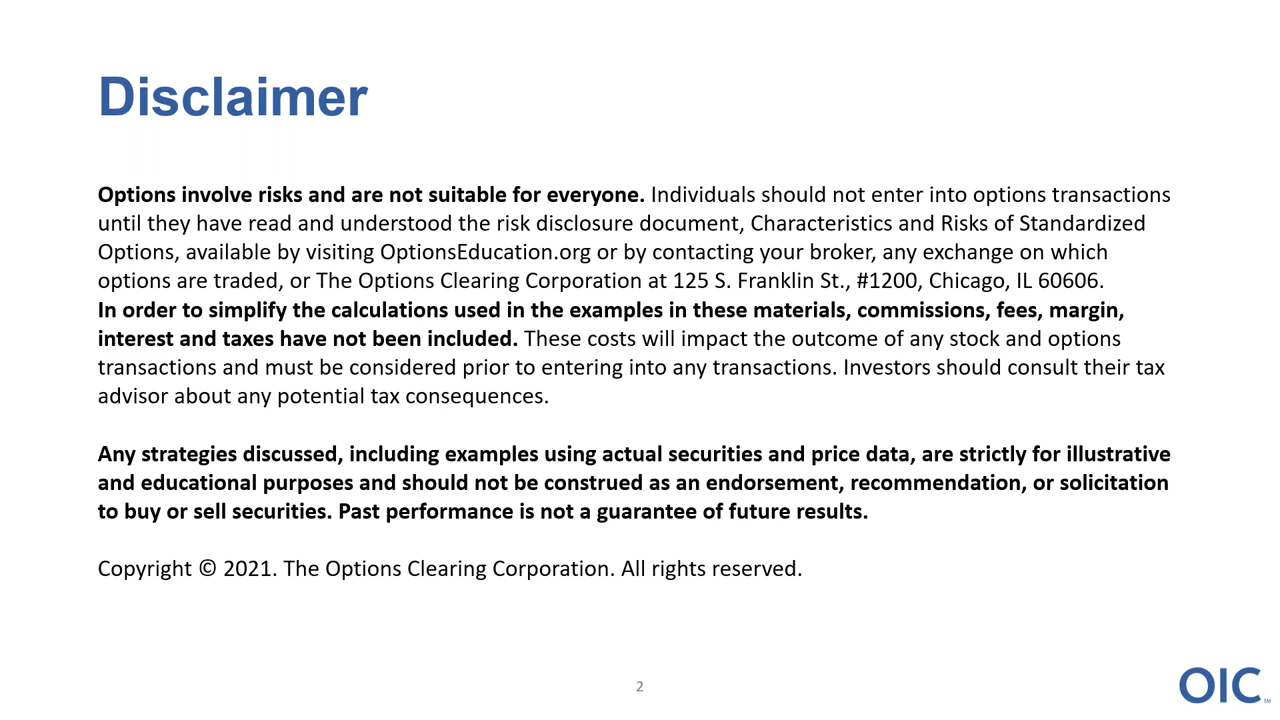 Disclaimer
Options involve risks and are not suitable for everyone. Individuals should not enter into options transactions
until they have read and understood the risk disclosure document, Characteristics and Risks of Standardized
Options, available by visiting OptionsEducation.org or by contacting your broker, any exchange on which
options are traded, or The Options Clearing Corporation at 125 S. Franklin St., #1200, Chicago, IL 60606.
In order to simplify the calculations used in the examples in these materials, commissions, fees, margin,
interest and taxes have not been included. These costs will impact the outcome of any stock and options
transactions and must be considered prior to entering into any transactions. Investors should consult their tax
advisor about any potential tax consequences.
Any strategies discussed, including examples using actual securities and price data, are strictly for illustrative
and educational purposes and should not be construed as an endorsement, recommendation, or solicitation
to buy or sell securities. Past performance is not a guarantee of future results.
Copyright © 2021. The Options Clearing Corporation. All rights reserved.
2
OIC℠